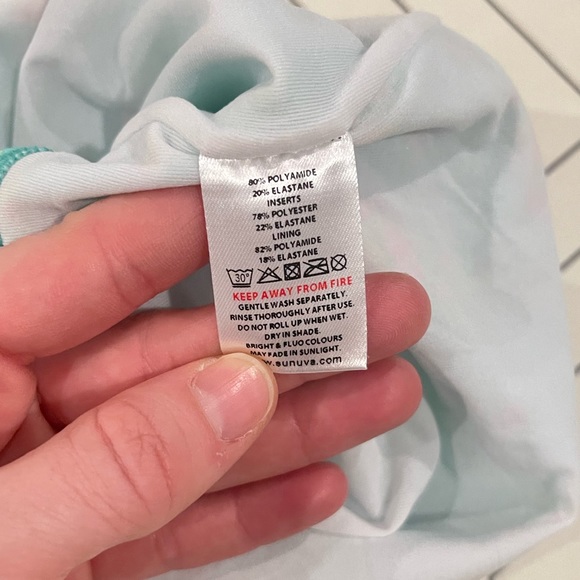 80% POLYAMIDE
20% ELASTANE
INSERTS
78% POLYESTER
22% ELASTANE
LINING
82% POLYAMIDE
18% ELASTANE
30°
KEEP AWAY FROM FIRE
GENTLE WASH SEPARATELY.
RINSE THOROUGHLY AFTER USE.
DO NOT ROLL UP WHEN WET.
DRY IN SHADE.
BRIGHT & FLUO COLOURS
MAY FADE IN SUNLIGHT.
w.sunuva.com